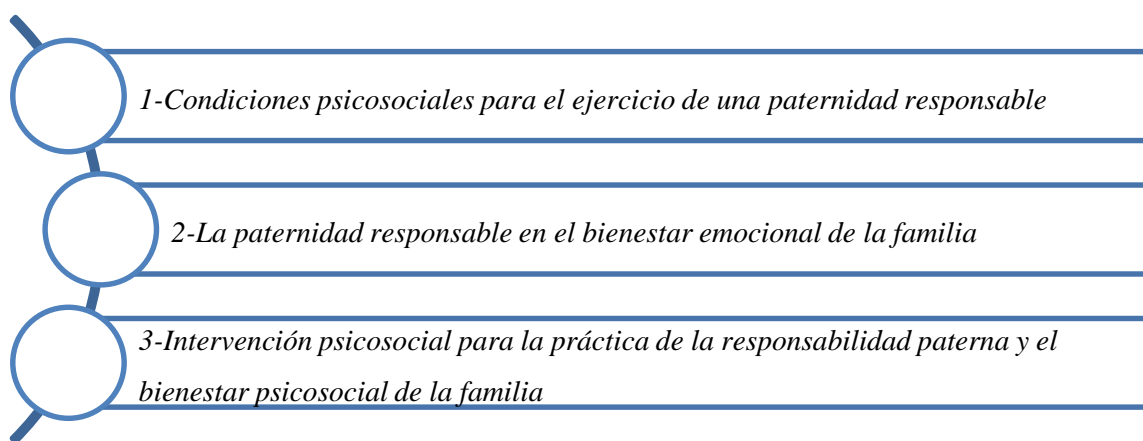 1-Condiciones psicosociales para el ejercicio de una paternidad responsable
2-La paternidad responsable en el bienestar emocional de la familia
3-Intervención psicosocial para la práctica de la responsabilidad paterna y el
bienestar psicosocial de la familia